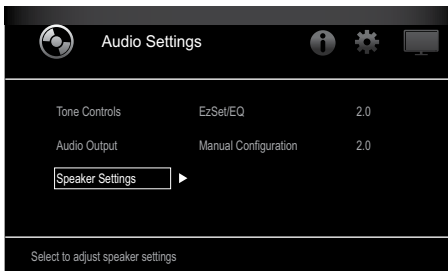 Audio Settings
Tone Controls EzSet/EQ 2.0
Audio Output Manual Configuration 2.0
Speaker Settings
Select to adjust speaker settings